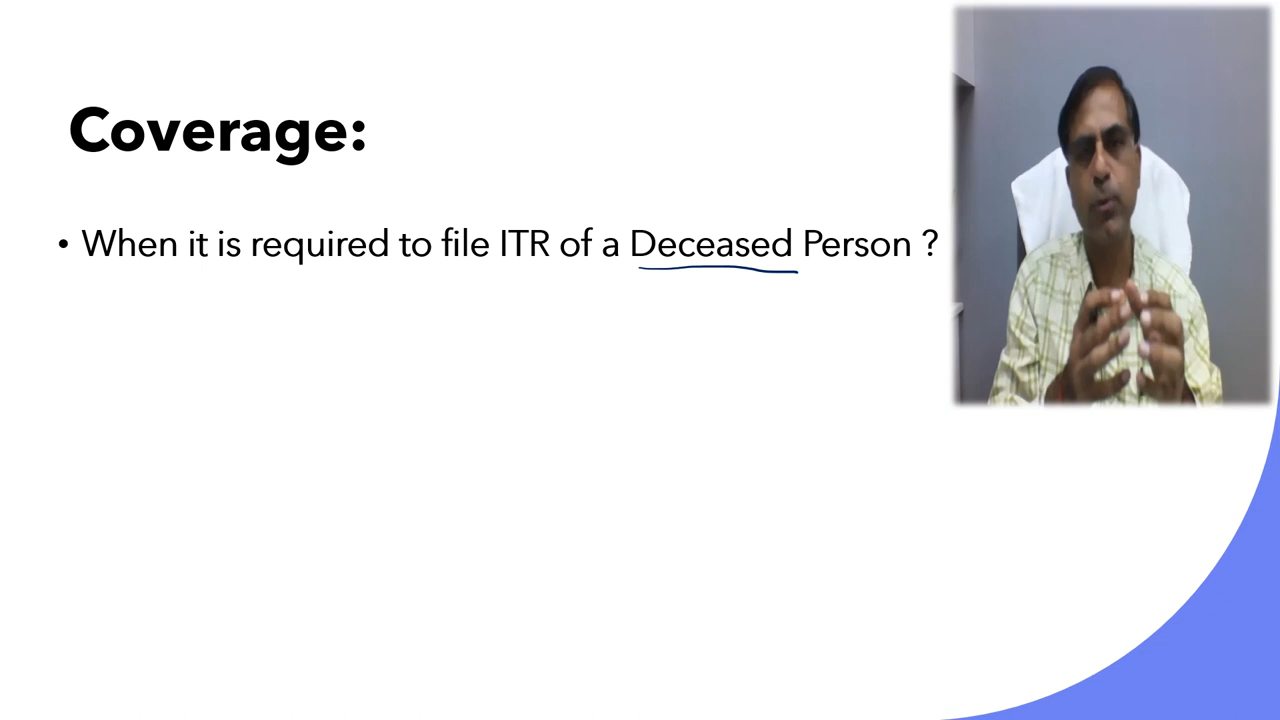 Coverage:
• When it is required to file ITR of a Deceased Person ?